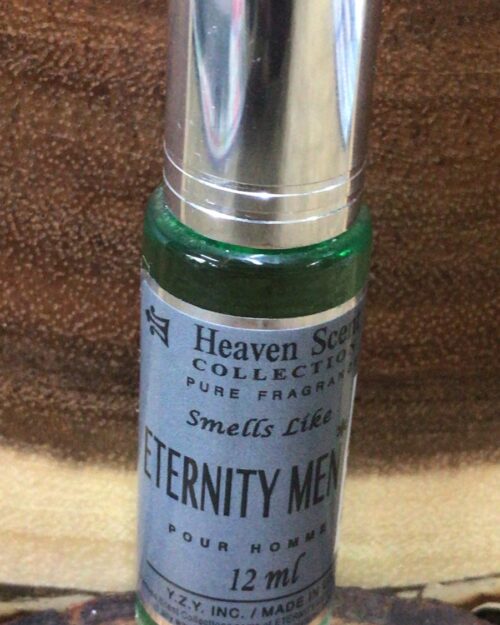 Heaven Scent
COLLECTION
PURE FRAGRANCE
Smells Like
ETERNITY MEN
POUR HOMME
12 ml
Y.Z.Y. INC. / MADE IN